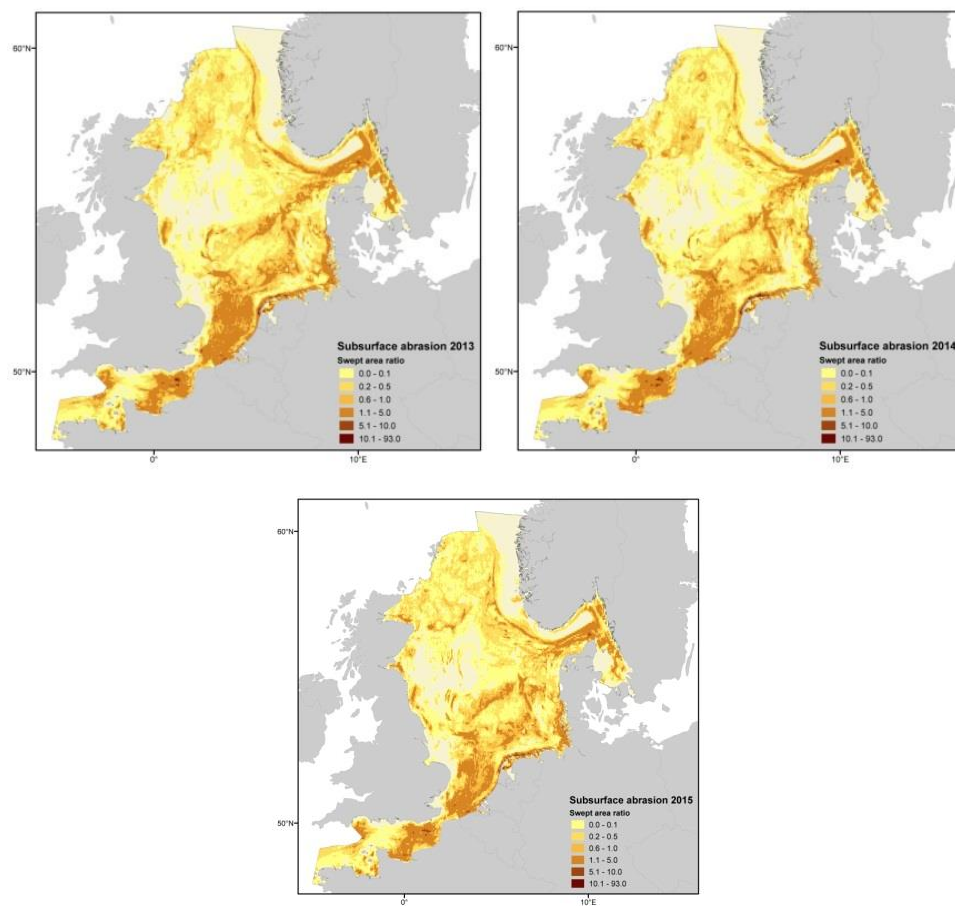 60°N
50°N
0°
10°E
Subsurface abrasion 2013
Swept area ratio
0.0 - 0.1
0.2 - 0.5
0.6 - 1.0
1.1 - 5.0
5.1 - 10.0
10.1 - 93.0
60°N
50°N
0°
10°E
Subsurface abrasion 2014
Swept area ratio
0.0 - 0.1
0.2 - 0.5
0.6 - 1.0
1.1 - 5.0
5.1 - 10.0
10.1 - 93.0
60°N
50°N
0°
10°E
Subsurface abrasion 2015
Swept area ratio
0.0 - 0.1
0.2 - 0.5
0.6 - 1.0
1.1 - 5.0
5.1 - 10.0
10.1 - 93.0